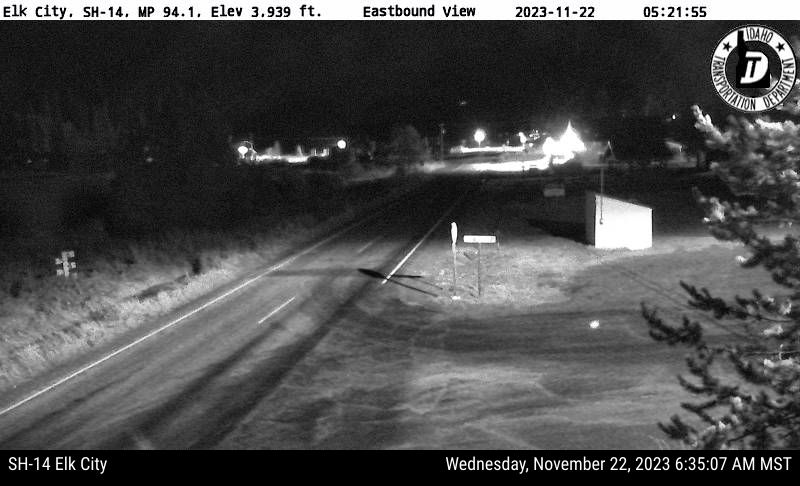 Elk City, SH-14, MP 94.1, Elev 3,939 ft. Eastbound View 2023-11-22 05:21:55
IDAHO
TRANSPORTATION DEPARTMENT
SH-14 Elk City Wednesday, November 22, 2023 6:35:07 AM MST